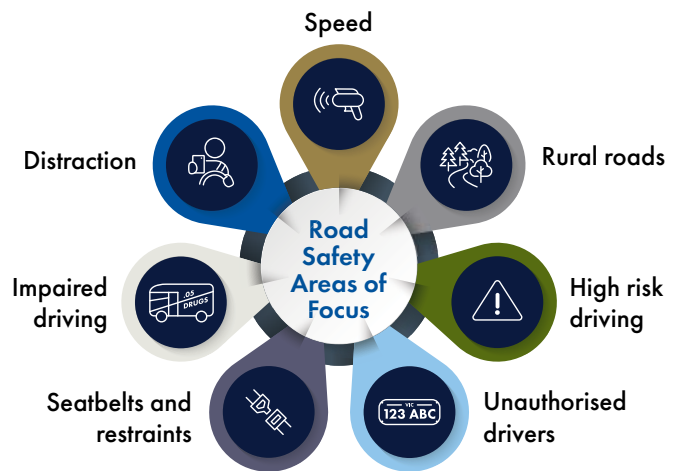 Speed
Distraction
Rural roads
Road
Safety
Areas of
Focus
Impaired
driving
.05
DRUGS
High risk
driving
Seatbelts and
restraints
VIC
123 ABC
Unauthorised
drivers